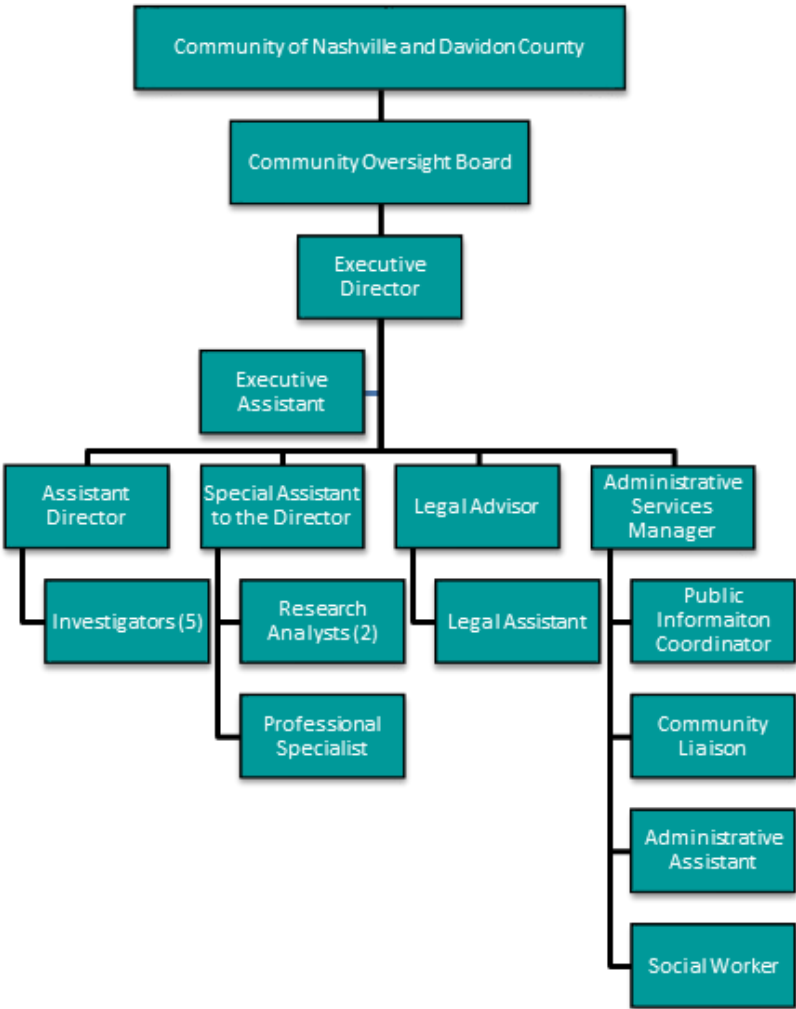 Community of Nashville and Davidon County
Community Oversight Board
Executive
Director
Executive
Assistant
Assistant
Director
Special Assistant
to the Director
Legal Advisor
Administrative
Services
Manager
Investigators (5)
Research
Analysts (2)
Legal Assistant
Public
Informaiton
Coordinator
Professional
Specialist
Community
Liaison
Administrative
Assistant
Social Worker